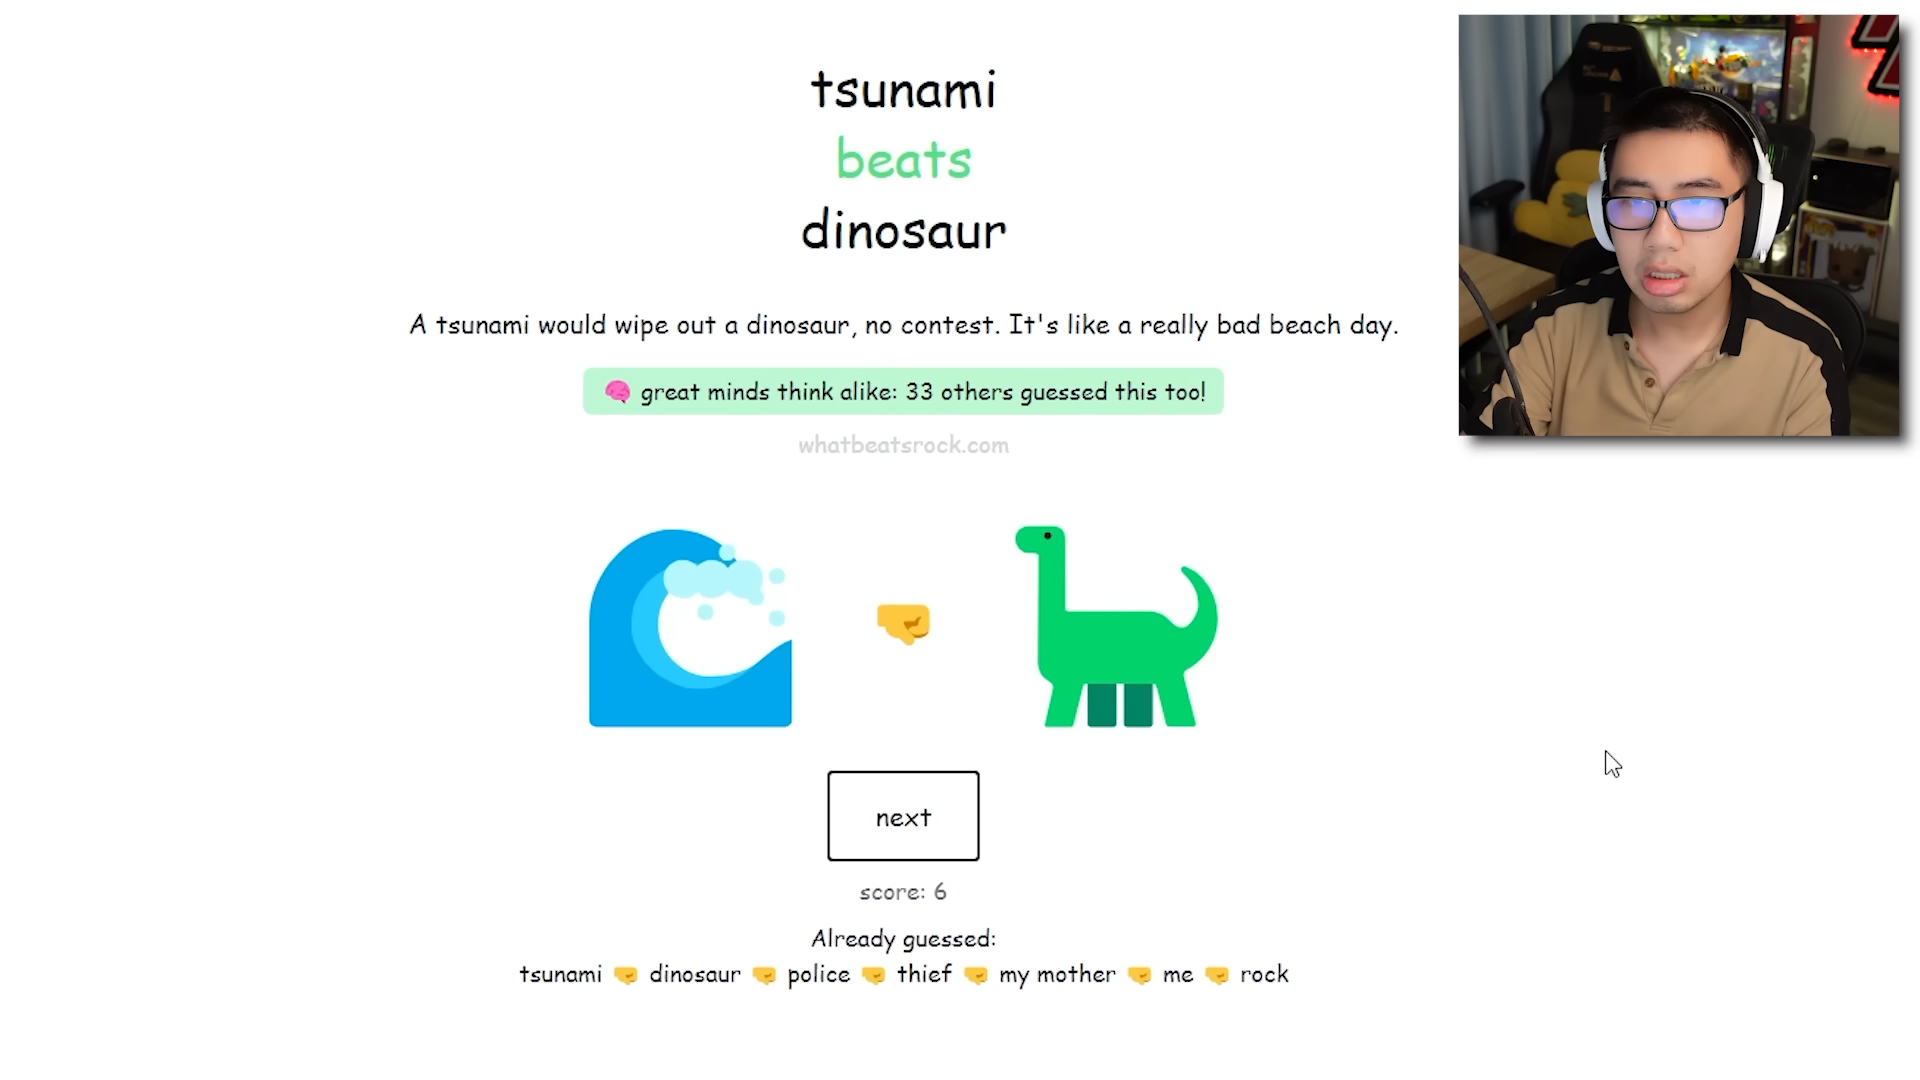 tsunami
beats
dinosaur
A tsunami would wipe out a dinosaur, no contest. It's like a really bad beach day.
great minds think alike: 33 others guessed this too!
whatbeatsrock.com
next
score: 6
Already guessed:
tsunami 🤜 dinosaur 🤜 police 🤜 thief 🤜 my mother 🤜 me 🤜 rock